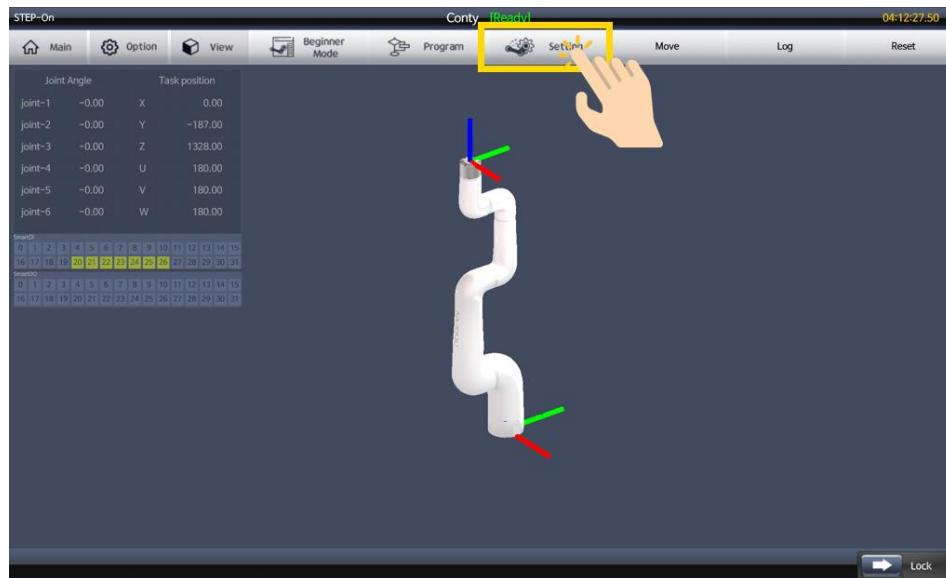 STEP-On Conty [Ready] 04:12:27.50
Main Option View Beginner Mode Program Setting Move Log Reset
Joint Angle Task position
joint-1 -0.00 X 0.00
joint-2 -0.00 Y -187.00
joint-3 -0.00 Z 1328.00
joint-4 -0.00 U 180.00
joint-5 -0.00 V 180.00
joint-6 -0.00 W 180.00
SmartDI
0 1 2 3 4 5 6 7 8 9 10 11 12 13 14 15
16 17 18 19 20 21 22 23 24 25 26 27 28 29 30 31
SmartDO
0 1 2 3 4 5 6 7 8 9 10 11 12 13 14 15
16 17 18 19 20 21 22 23 24 25 26 27 28 29 30 31
Lock